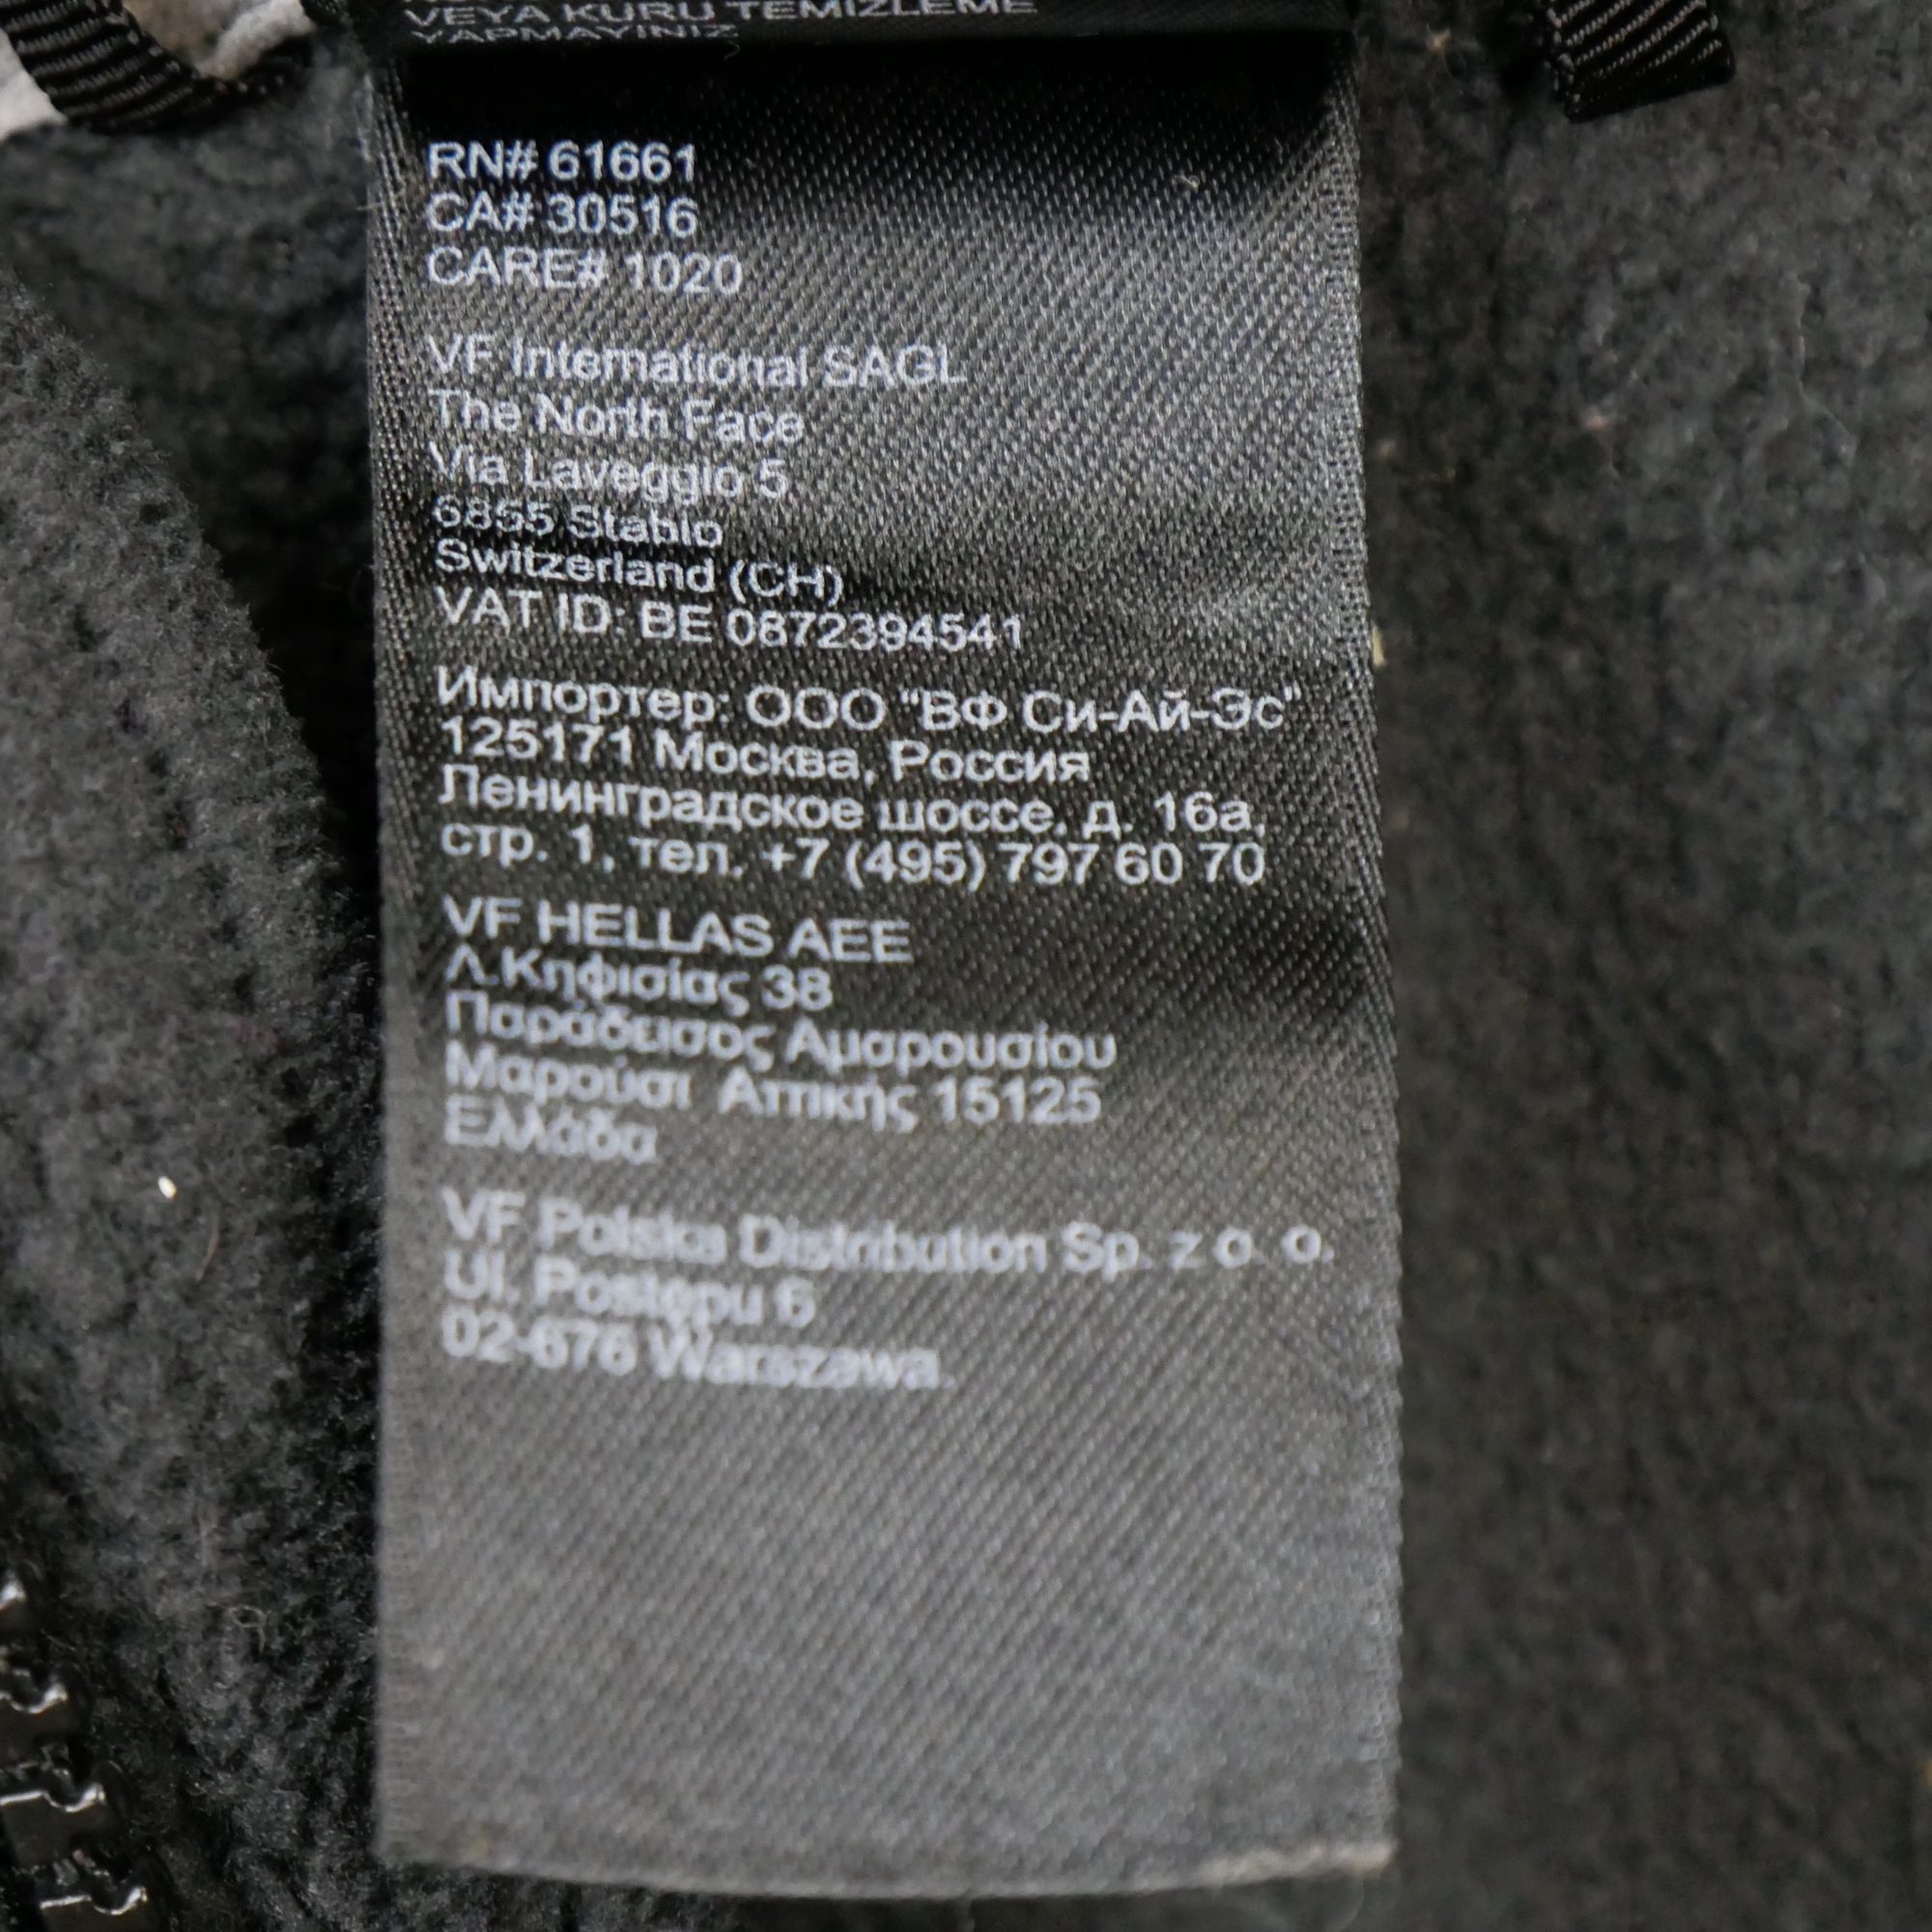 VEYA KURU TEMİZLEME
YAPMAYINIZ
RN# 61661
CA# 30516
CARE# 1020
VF International SAGL
The North Face
Via Laveggio 5
6855 Stabio
Switzerland (CH)
VAT ID: BE 0872394541
Импортер: ООО "ВФ Си-Ай-Эс"
125171 Москва, Россия
Ленинградское шоссе, д. 16а,
стр. 1, тел. +7 (495) 797 60 70
VF HELLAS AEE
Λ.Κηφισίας 38
Παράδεισος Αμαρουσίου
Μαρούσι Αττικής 15125
Ελλάδα
VF Polska Distribution Sp. z o. o.
Ul. Postępu 6
02-676 Warszawa.